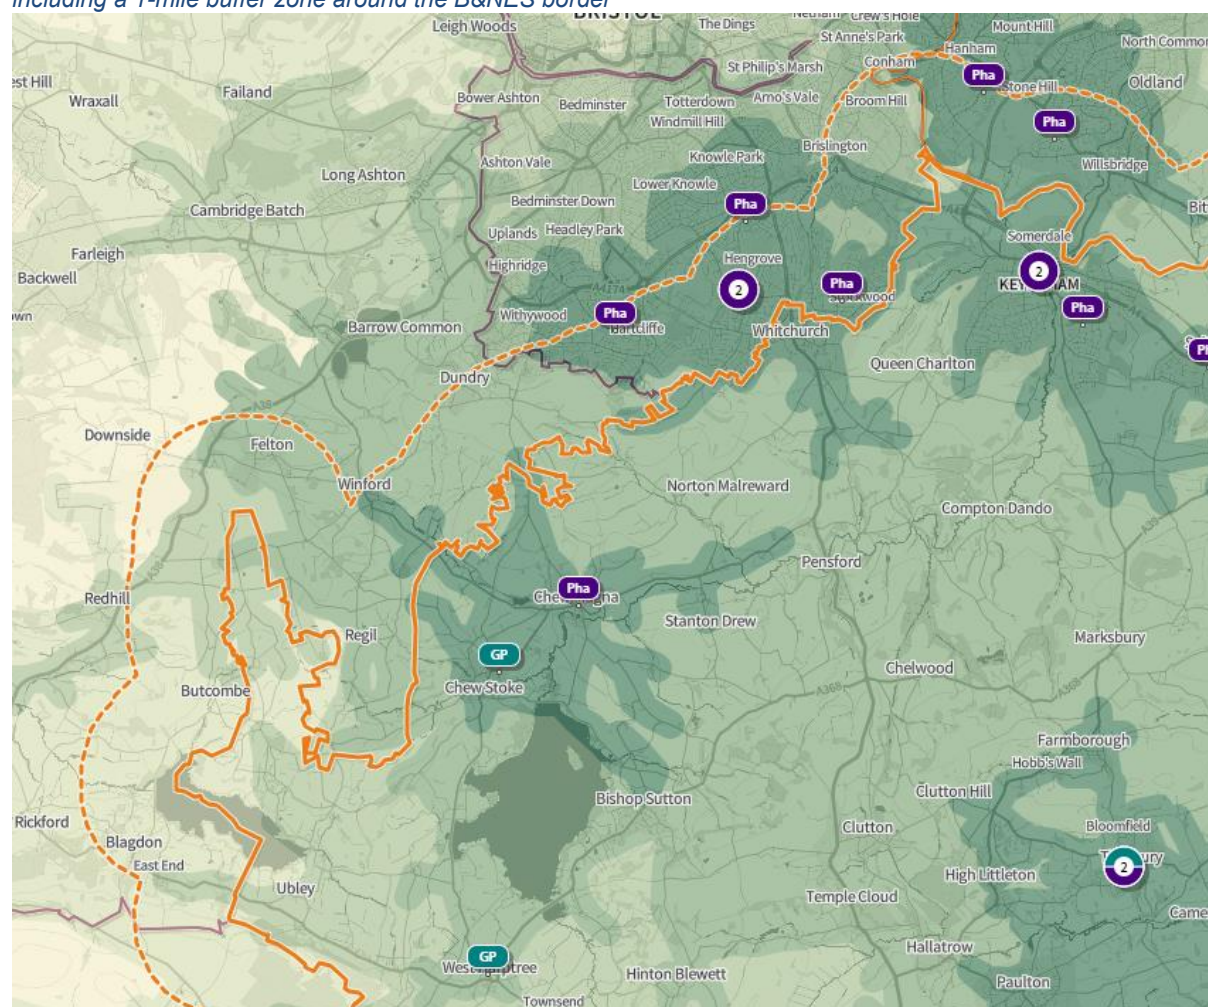 including a 1-mile buffer zone around the B&NES border
BRISTOL
Leigh Woods
The Dings
Crew's Hole
Mount Hill
St Anne's Park
North Common
Hanham
Conham
Pha
St Philip's Marsh
Failand
Wraxall
Oldland
Bower Ashton
Bedminster
Totterdown
Arno's Vale
Broom Hill
Windmill Hill
Pha
Knowle Park
Brislington
Ashton Vale
Willsbridge
Long Ashton
Lower Knowle
Bedminster Down
Pha
Cambridge Batch
Uplands
Headley Park
Somerdale
Farleigh
Hengrove
Highridge
Backwell
2
Pha
2
A4174
Withywood
Pha
Pha
Barrow Common
Whitchurch
Queen Charlton
Dundry
A38
Downside
Felton
Winford
Norton Malreward
Compton Dando
Pensford
Redhill
A38
Pha
Stanton Drew
Regil
Marksbury
GP
Chelwood
Chew Stoke
Butcombe
A368
A368
Farmborough
Hobb's Wall
Clutton Hill
Bishop Sutton
Rickford
Clutton
Bloomfield
Blagdon
East End
2
High Littleton
Ubley
Temple Cloud
Hallatrow
GP
Hinton Blewett
Paulton
Townsend